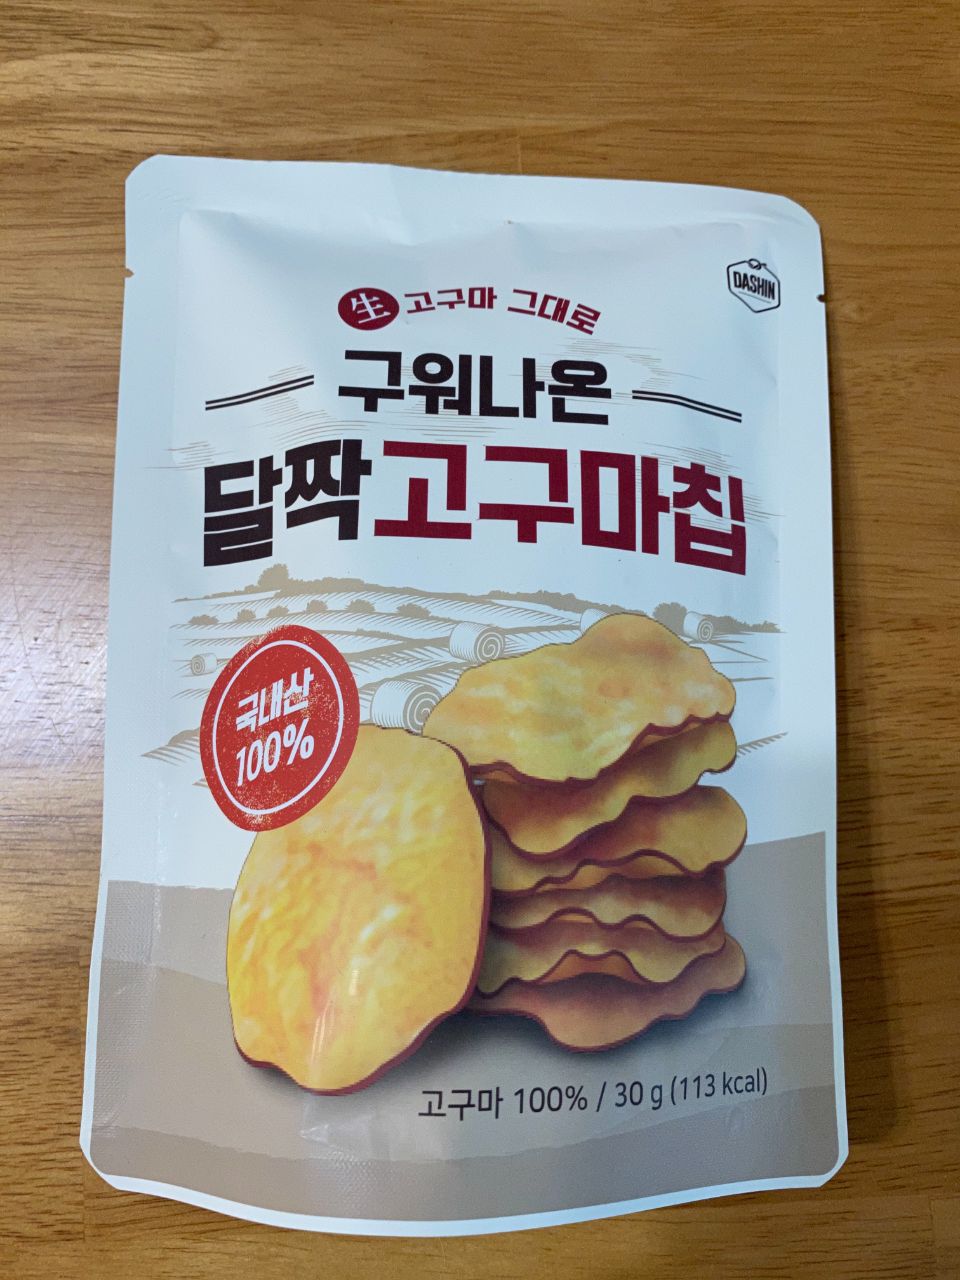 DASHIN
生 고구마 그대로
구워나온
달짝고구마칩
국내산
100%
고구마 100% / 30 g (113 kcal)